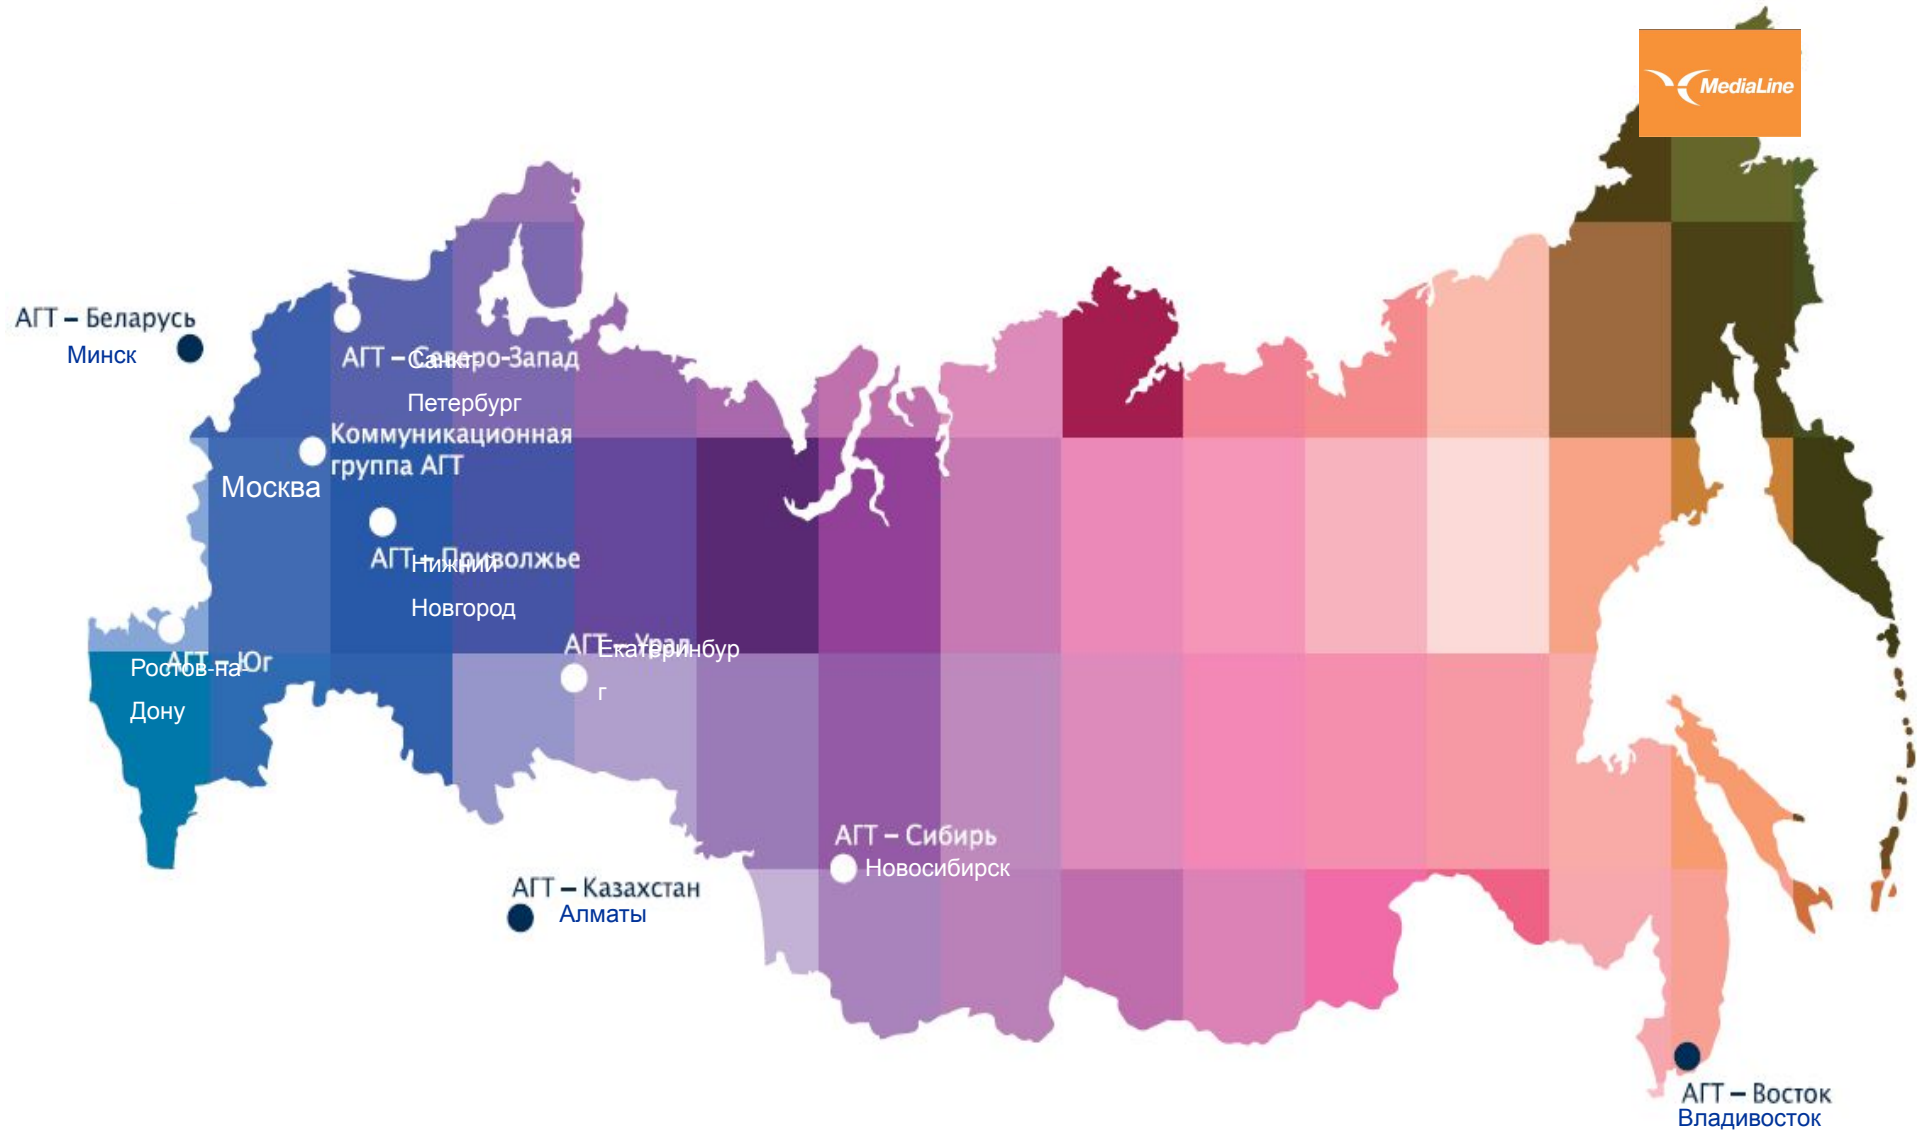 MediaLine
АГТ – Беларусь
Минск
АГТ – Северо-Запад
Санкт-
Петербург
Коммуникационная
группа АГТ
Москва
АГТ – Приволжье
Нижний
Новгород
АГТ – Юг
Ростов-на-
Дону
АГТ – Урал
Екатеринбур
г
АГТ – Сибирь
Новосибирск
АГТ – Казахстан
Алматы
АГТ – Восток
Владивосток